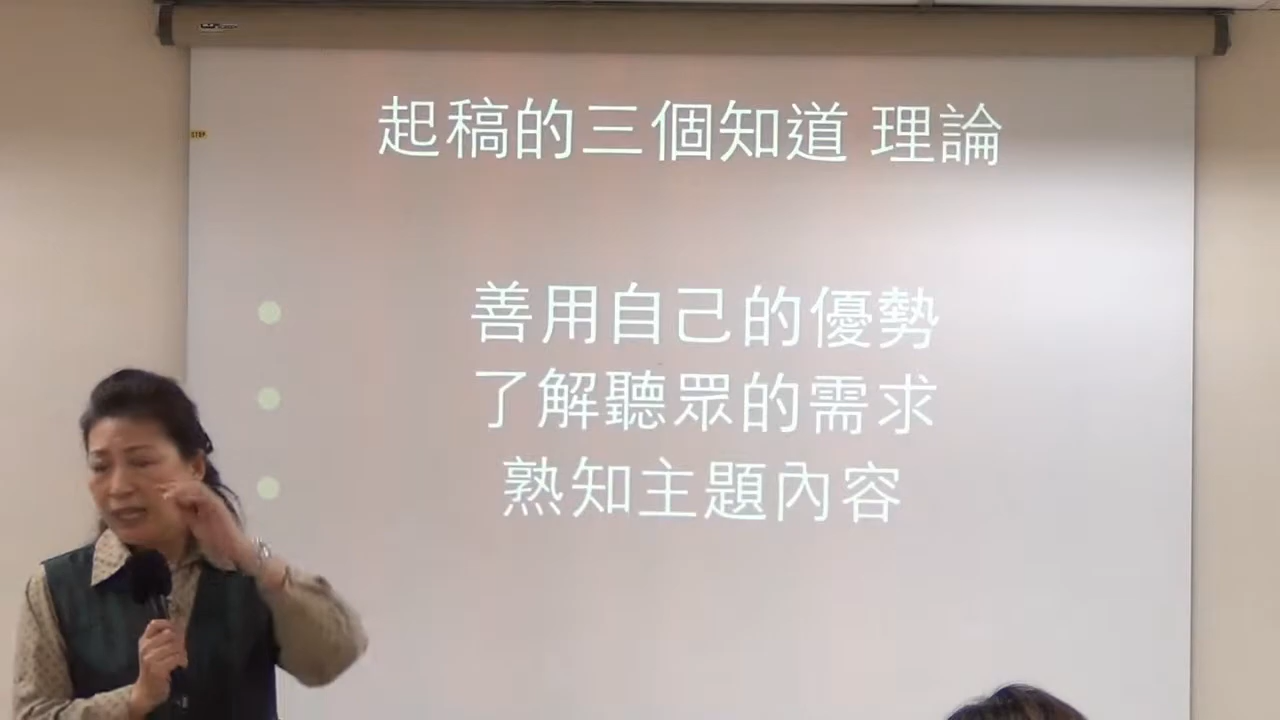 起稿的三個知道 理論
善用自己的優勢
了解聽眾的需求
熟知主題內容